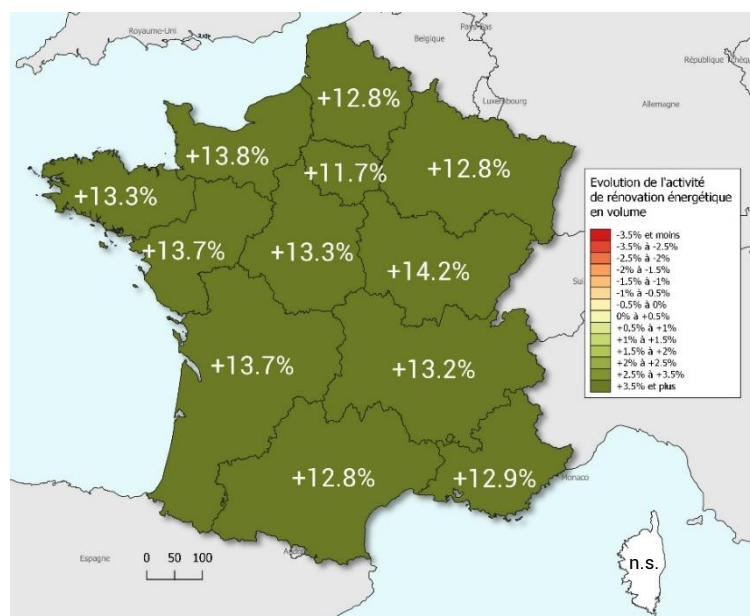 Royaume-Uni
Belgique
Pays-Bas
République Tchèque
Luxembourg
Allemagne
+12.8%
+13.8%
+11.7%
+12.8%
+13.3%
+13.7%
+13.3%
+14.2%
Evolution de l'activité
de rénovation énergétique
en volume
-3.5% et moins
-3.5% à -2.5%
-2.5% à -2%
-2% à -1.5%
-1.5% à -1%
-1% à -0.5%
-0.5% à 0%
0% à +0.5%
+0.5% à +1%
+1% à +1.5%
+1.5% à +2%
+2% à +2.5%
+2.5% à +3.5%
+3.5% et plus
Sui
+13.7%
+13.2%
+12.8%
+12.9%
Monaco
Espagne
0 50 100
n.s.